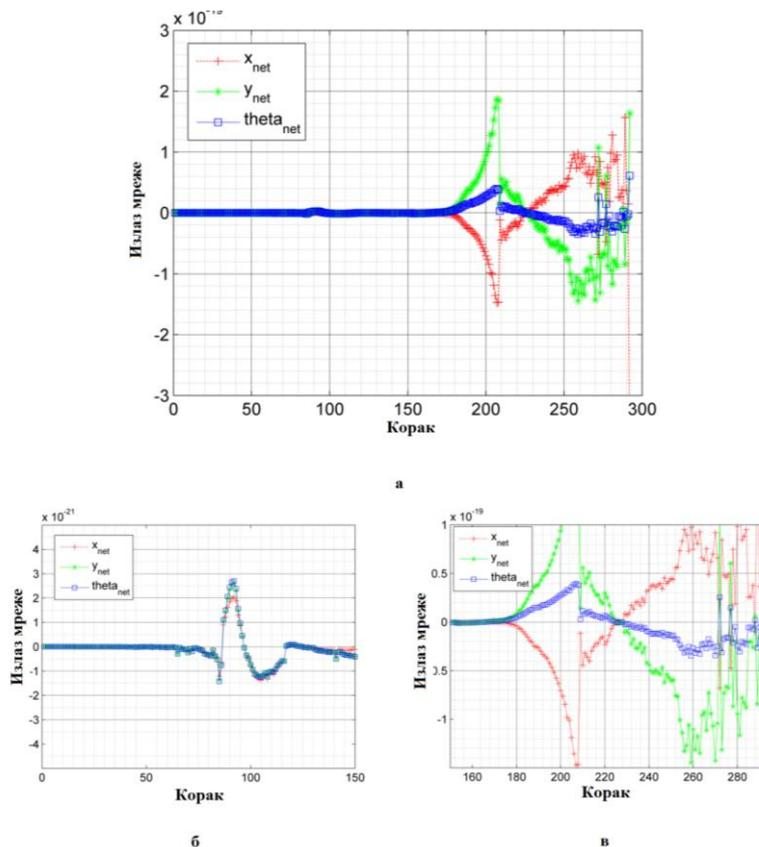 x 10^-19
3
2
1
0
-1
-2
-3
x_net
y_net
theta_net
Излаз мреже
0 50 100 150 200 250 300
Корак
а
x 10^-21
4
3
2
1
0
-1
-2
-3
-4
x_net
y_net
theta_net
Излаз мреже
0 50 100 150
Корак
б
x 10^-19
1
0.5
0
-1
x_net
y_net
theta_net
Излаз мреже
160 180 200 220 240 260 280
Корак
в